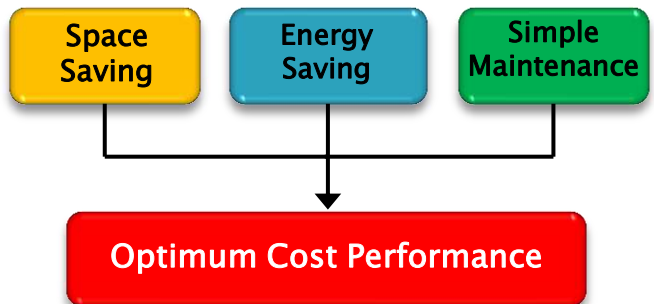 Space
Saving
Energy
Saving
Simple
Maintenance
Optimum Cost Performance